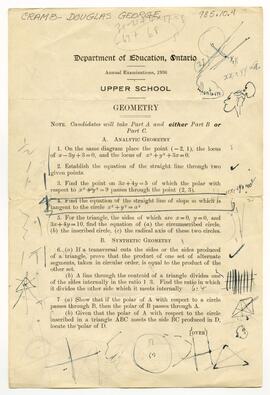 CRAMB- DOUGLAS GEORGE
985.10.4
67 + 68
Department of Education, Ontario
Annual Examinations, 1936
UPPER SCHOOL
GEOMETRY
NOTE. Candidates will take Part A and either Part B or
Part C.
A. ANALYTIC GEOMETRY
1. On the same diagram place the point (-2, 1), the locus of
x-3y+5=0, and the locus of x²+y²+3x=0.
2. Establish the equation of the straight line through two
given points.
3. Find the point on 3x+4y=5 of which the polar with
respect to x²+y²=9 passes through the point (2, 3).
4. Find the equation of the straight line of slope m which is
tangent to the circle x²+y²=a².
5. For the triangle, the sides of which are x=0, y=0, and
3x+4y=10, find the equation of (a) the circumscribed circle,
(b) the inscribed circle, (c) the radical axis of these two circles.
B. SYNTHETIC GEOMETRY
6. (a) If a transversal cuts the sides or the sides produced
of a triangle, prove that the product of one set of alternate
segments, taken in circular order, is equal to the product of the
other set.
(b) A line through the centroid of a triangle divides one
of the sides internally in the ratio 1 : 3. Find the ratio in
which it divides the other side which it meets internally.
7. (a) Show that if the polar of A with respect to a circle
passes through B, then the polar of B passes through A.
(b) Given that the polar of A with respect to the circle
inscribed in a triangle ABC meets the side BC produced in D,
locate the polar of D.
[OVER]